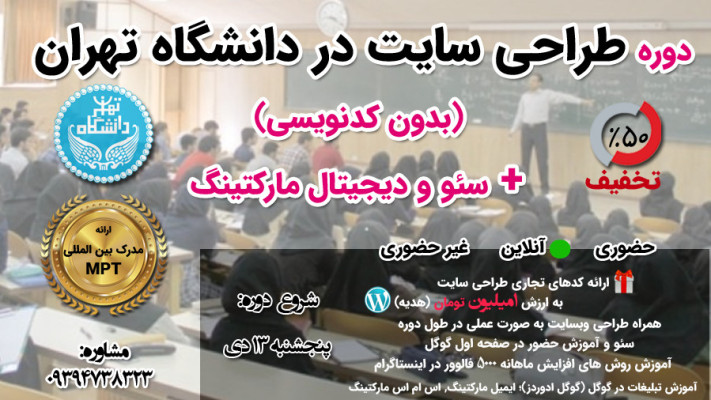 دوره طراحی سایت در دانشگاه تهران
(بدون کدنویسی)
+ سئو و دیجیتال مارکتینگ
٪۵۰
تخفیف
دانشگاه تهران
ارائه
مدرک بین المللی
MPT
حضوری آنلاین غیر حضوری
ارائه کدهای تجاری طراحی سایت
به ارزش ۱میلیون تومان (هدیه)
همراه طراحی وبسایت به صورت عملی در طول دوره
سئو و آموزش حضور در صفحه اول گوگل
آموزش روش های افزایش ماهانه ۵۰۰۰ فالوور در اینستاگرام
آموزش تبلیغات در گوگل (گوگل ادوردز)؛ ایمیل مارکتینگ, اس ام اس مارکتینگ
شروع دوره:
پنجشنبه ۱۳ دی
مشاوره:
۰۹۳۹۴۷۳۸۳۲۳